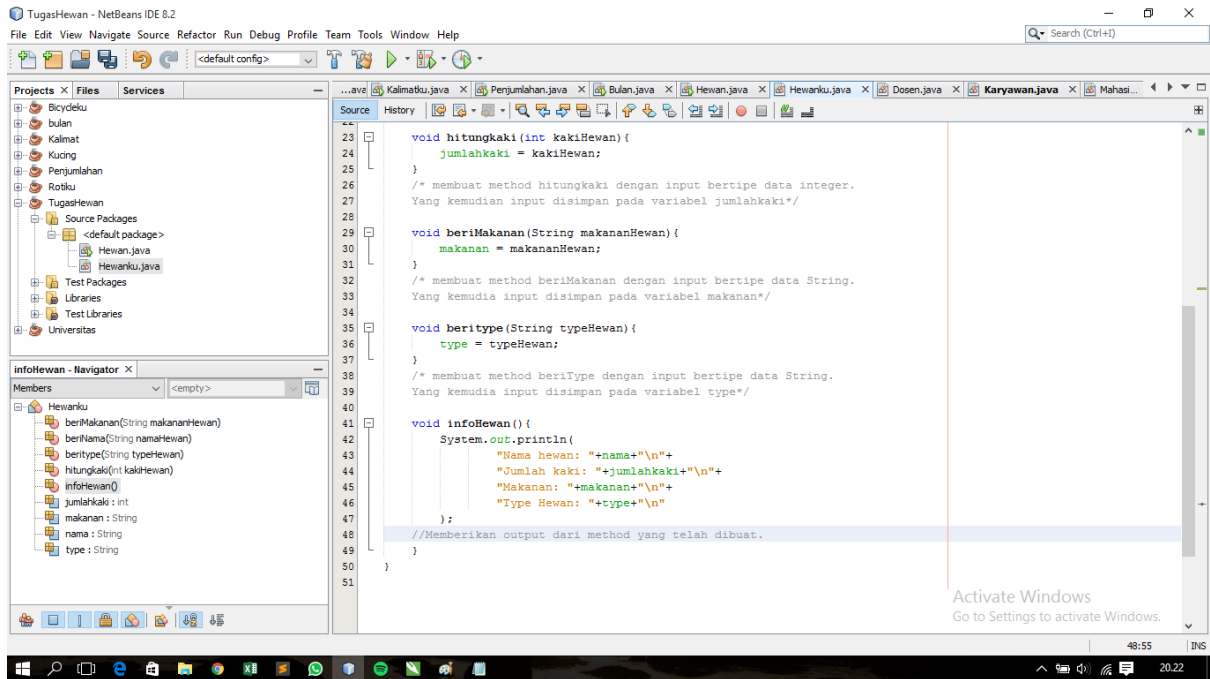 TugasHewan - NetBeans IDE 8.2
File Edit View Navigate Source Refactor Run Debug Profile Team Tools Window Help
Search (Ctrl+I)
<default config>
Projects Files Services
Bicycleku
bulan
Kalimat
Kucing
Penjumlahan
Rotiku
TugasHewan
Source Packages
<default package>
Hewan.java
Hewanku.java
Test Packages
Libraries
Test Libraries
Universitas
infoHewan - Navigator
Members <empty>
Hewanku
beriMakanan(String makananHewan)
beriNama(String namaHewan)
beritype(String typeHewan)
hitungkaki(int kakiHewan)
infoHewan()
jumlahkaki : int
makanan : String
nama : String
type : String
...ava Kalimatku.java Penjumlahan.java Bulan.java Hewan.java Hewanku.java Dosen.java Karyawan.java Mahasi...
Source History
22
23 void hitungkaki(int kakiHewan){
24 jumlahkaki = kakiHewan;
25 }
26 /* membuat method hitungkaki dengan input bertipe data integer.
27 Yang kemudian input disimpan pada variabel jumlahkaki*/
28
29 void beriMakanan(String makananHewan){
30 makanan = makananHewan;
31 }
32 /* membuat method beriMakanan dengan input bertipe data String.
33 Yang kemudia input disimpan pada variabel makanan*/
34
35 void beritype(String typeHewan){
36 type = typeHewan;
37 }
38 /* membuat method beriType dengan input bertipe data String.
39 Yang kemudia input disimpan pada variabel type*/
40
41 void infoHewan(){
42 System.out.println(
43 "Nama hewan: "+nama+"\n"+
44 "Jumlah kaki: "+jumlahkaki+"\n"+
45 "Makanan: "+makanan+"\n"+
46 "Type Hewan: "+type+"\n"
47 );
48 //Memberikan output dari method yang telah dibuat.
49 }
50 }
51
Activate Windows
Go to Settings to activate Windows.
48:55 INS
20.22